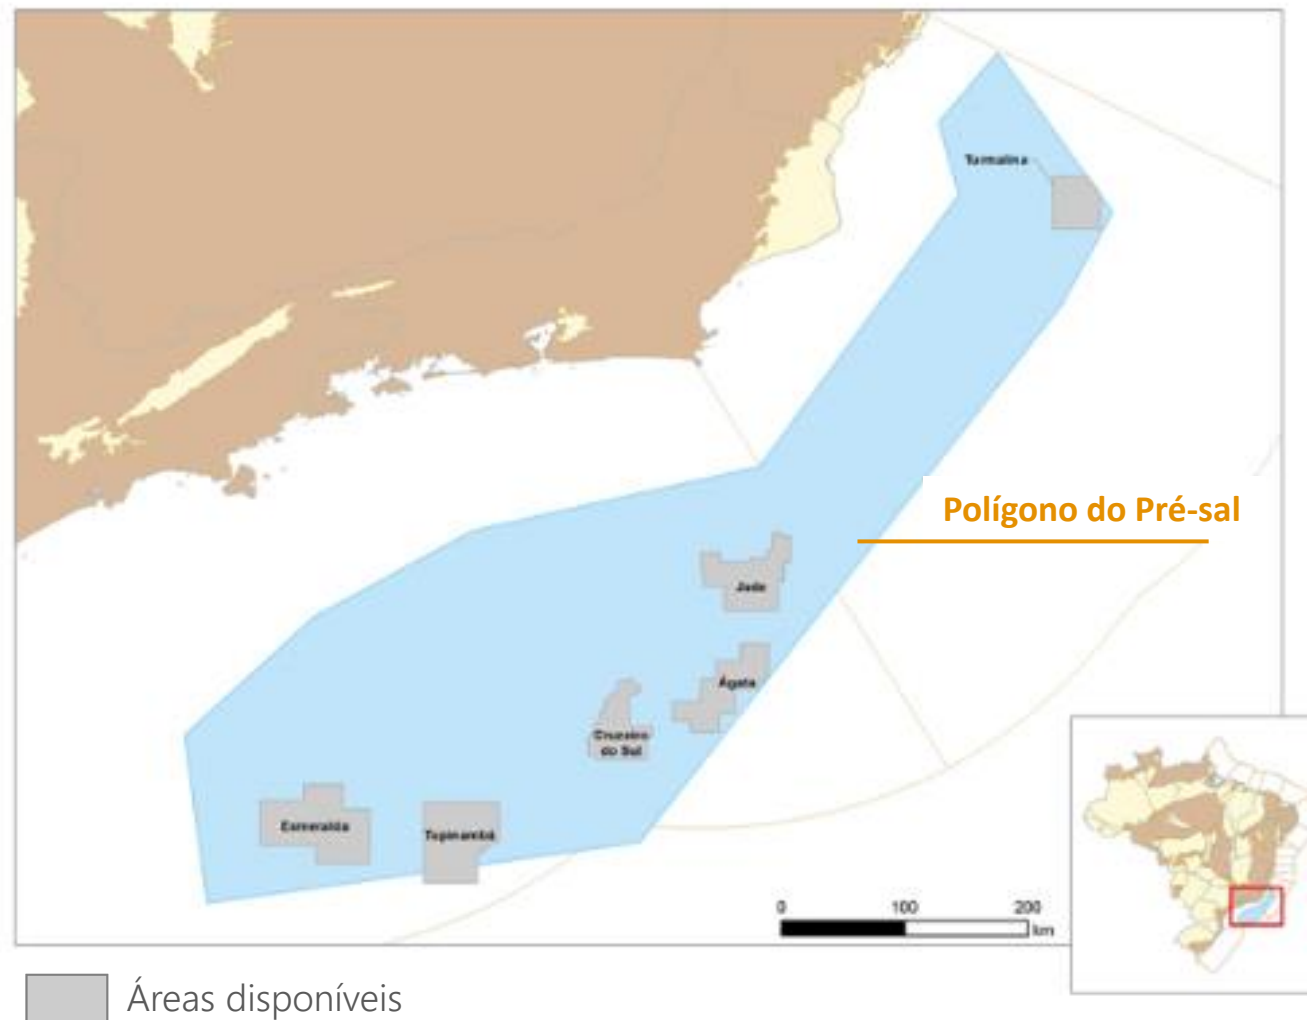 Turmalina
Polígono do Pré-sal
Jade
Ágata
Cruzeiro
do Sul
Esmeralda
Tupinambá
0 100 200
km
Áreas disponíveis